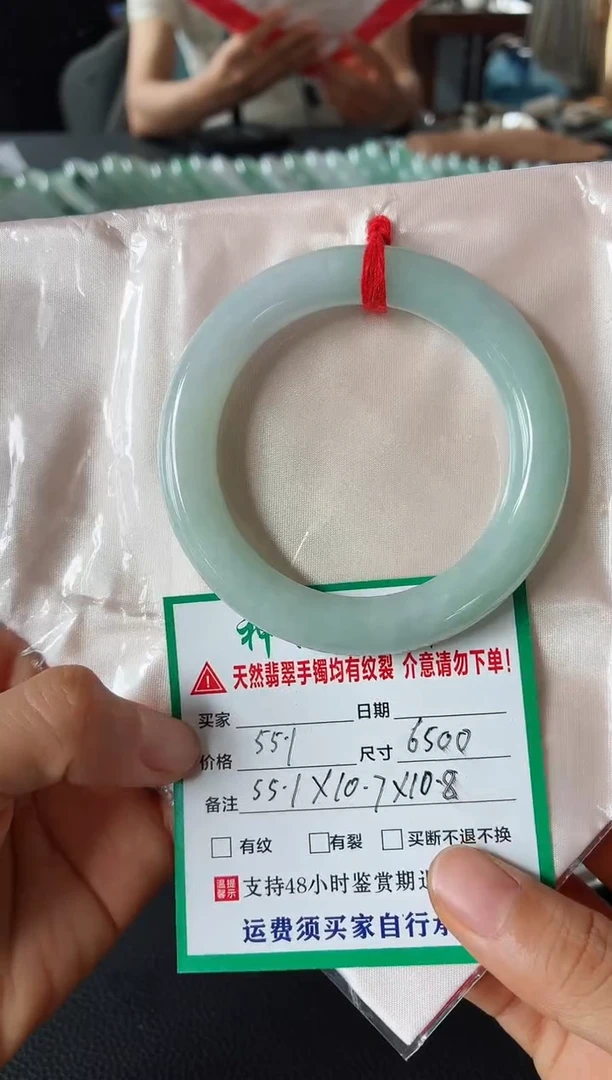 天然翡翠手镯均有纹裂 介意请勿下单!
买家 日期
价格 55.1 尺寸 6500
备注 55.1X10.7X10.8
有纹 有裂 买断不退不换
温馨提示 支持48小时鉴赏期
运费须买家自行